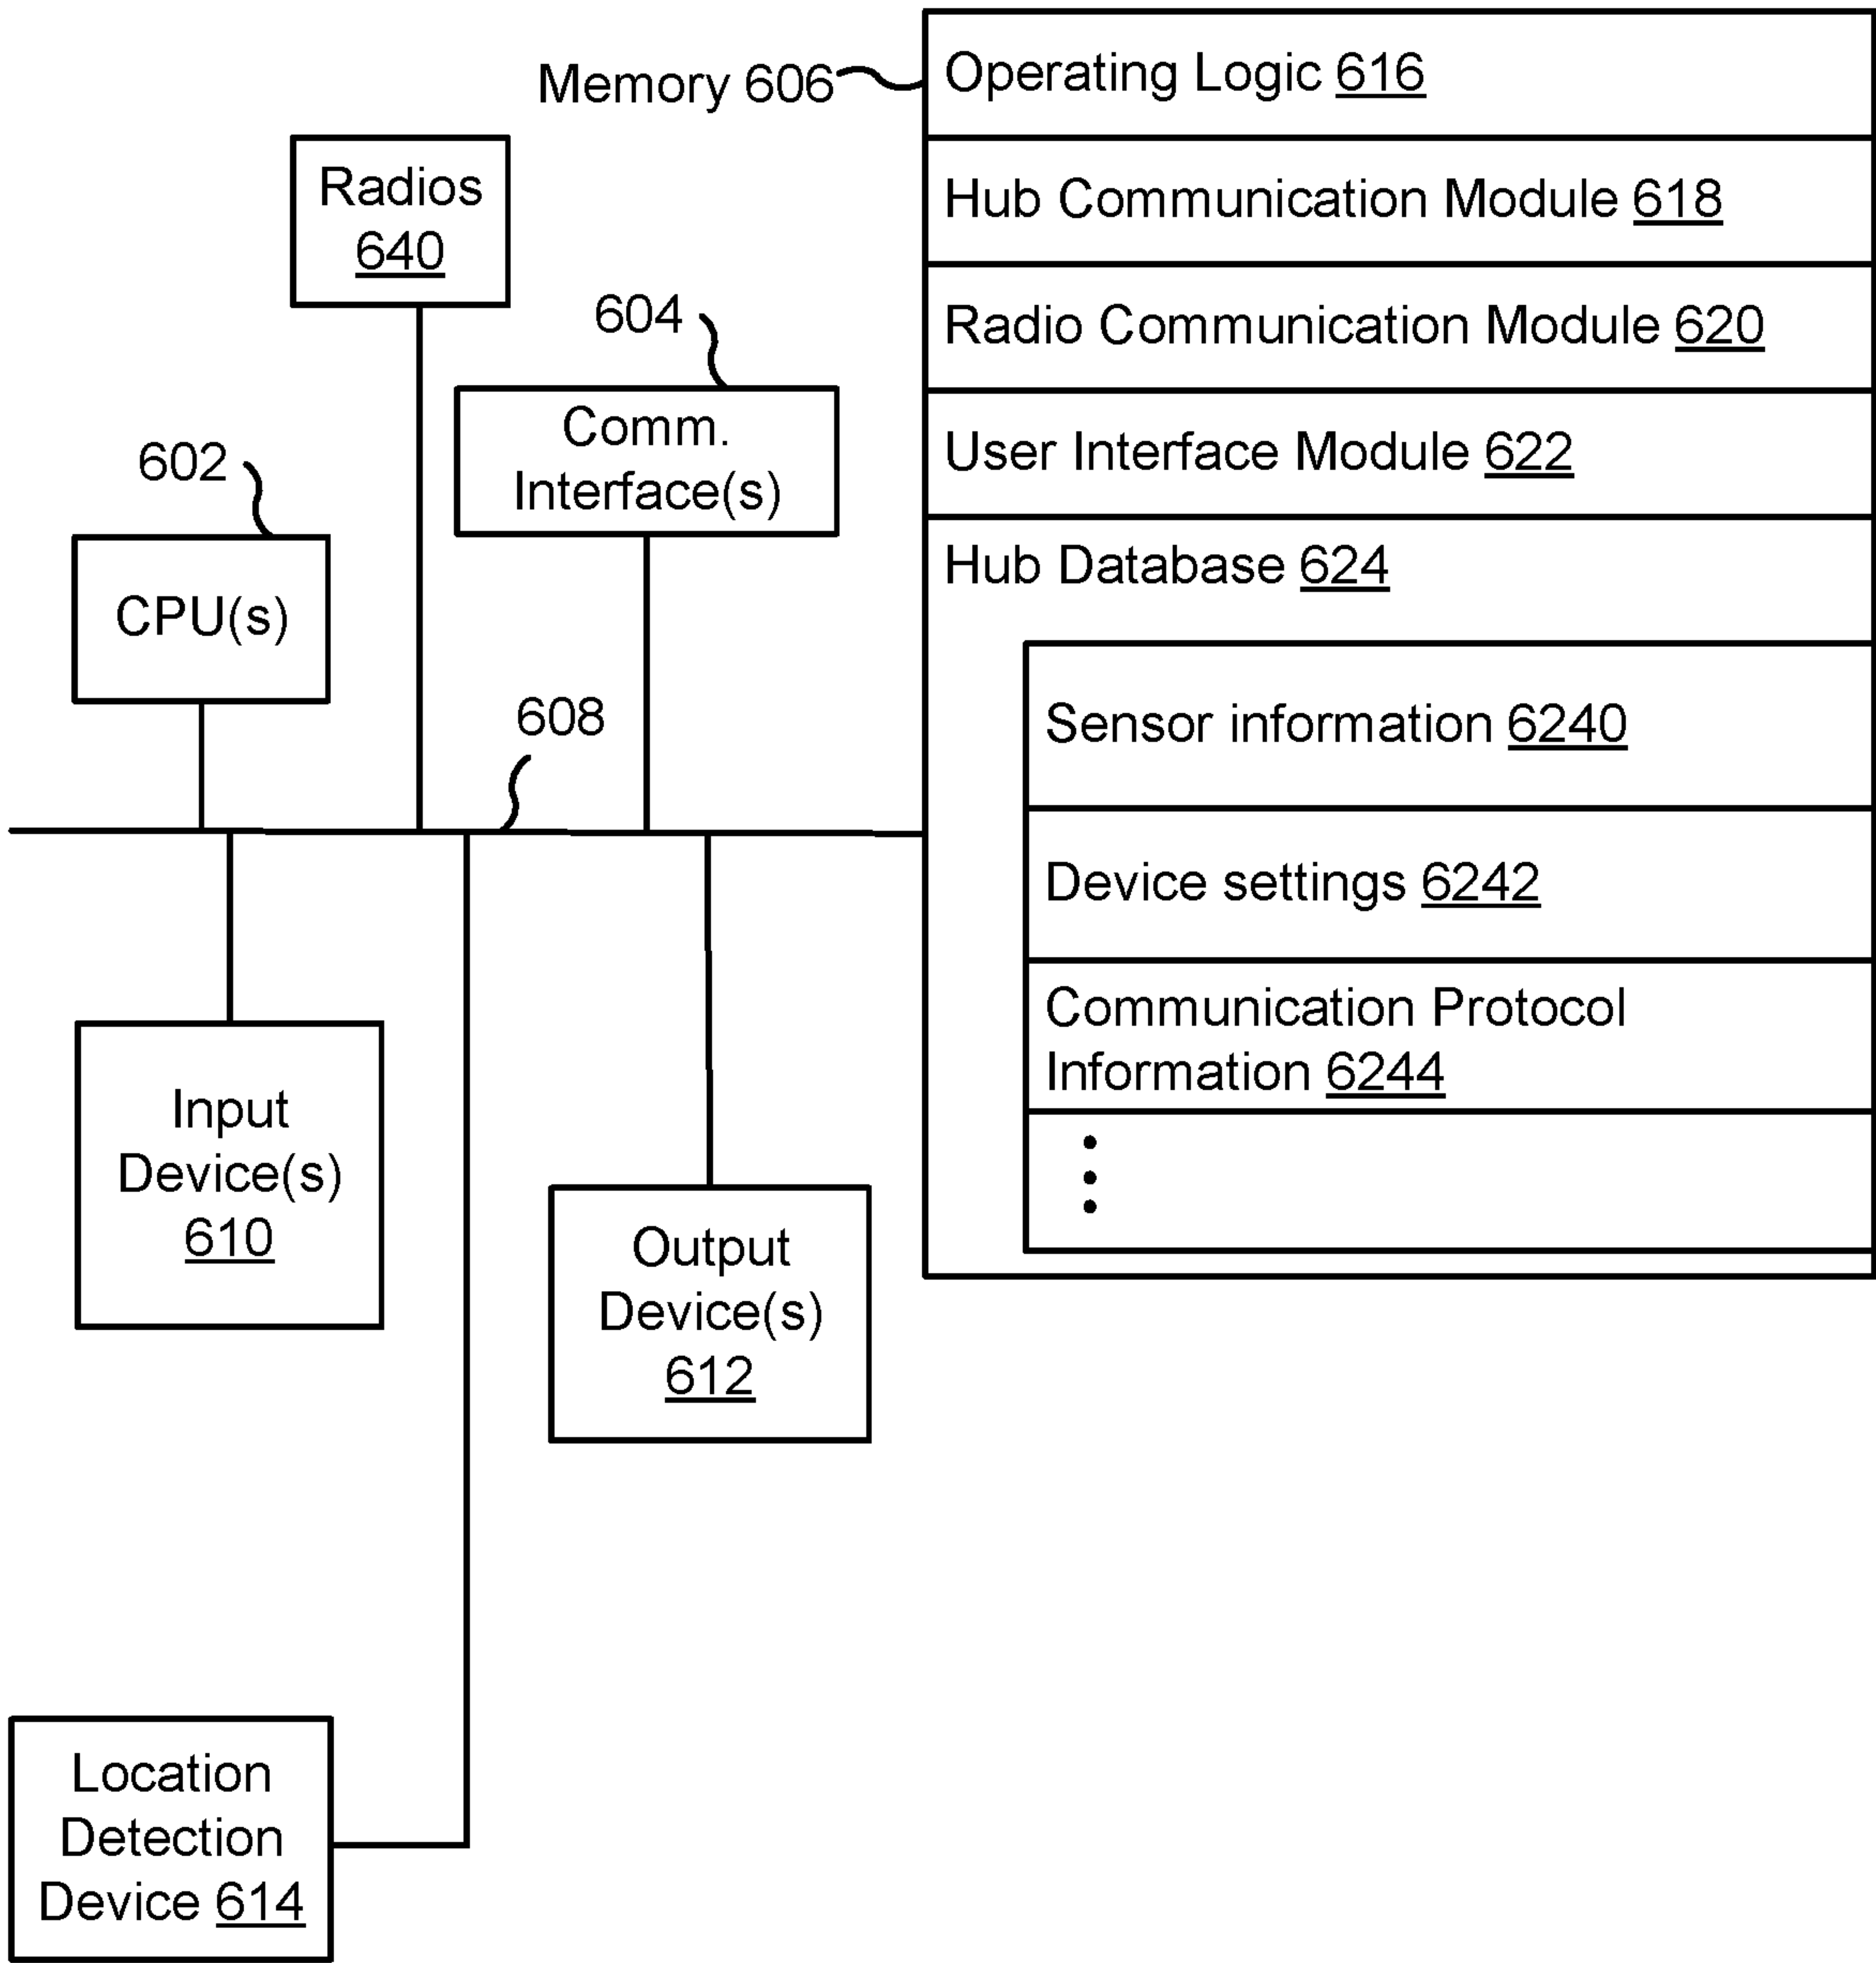 Memory 606
Operating Logic 616
Hub Communication Module 618
Radio Communication Module 620
User Interface Module 622
Hub Database 624
Sensor information 6240
Device settings 6242
Communication Protocol
Information 6244
Radios
640
604
Comm.
Interface(s)
602
CPU(s)
608
Input
Device(s)
610
Output
Device(s)
612
Location
Detection
Device 614